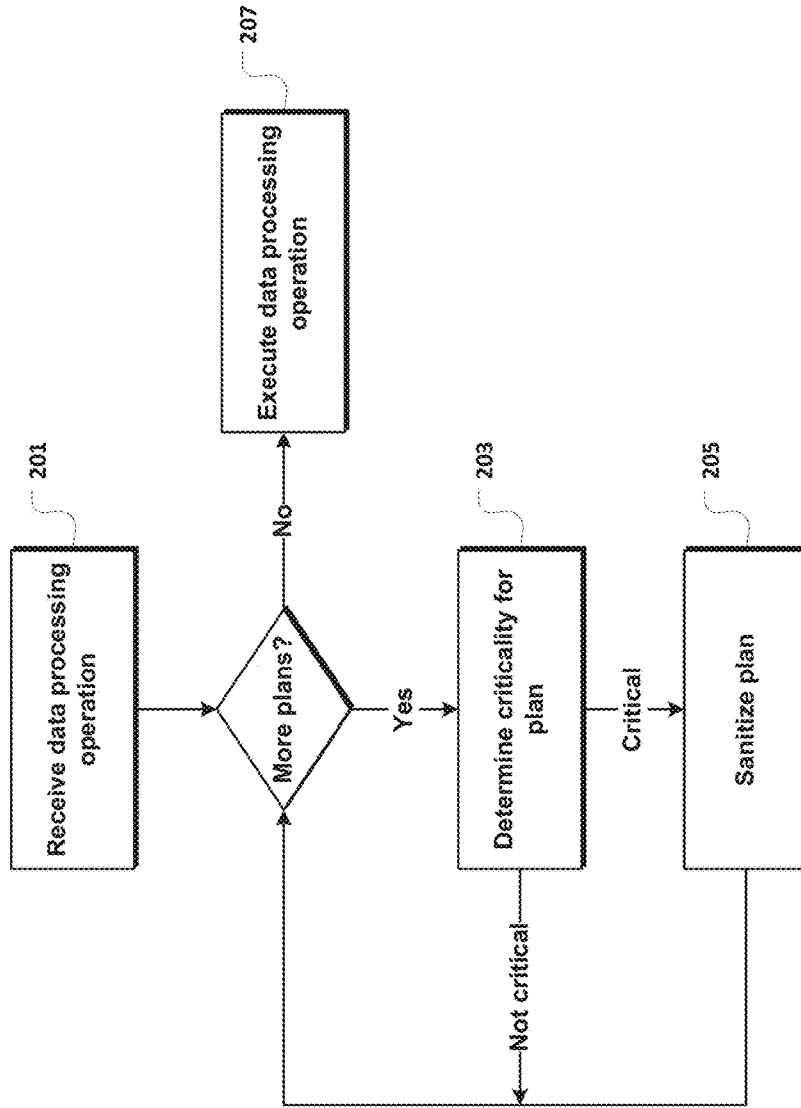 201
Receive data processing
operation
More plans?
No
207
Execute data processing
operation
Yes
203
Determine criticality for
plan
Not critical
Critical
205
Sanitize plan